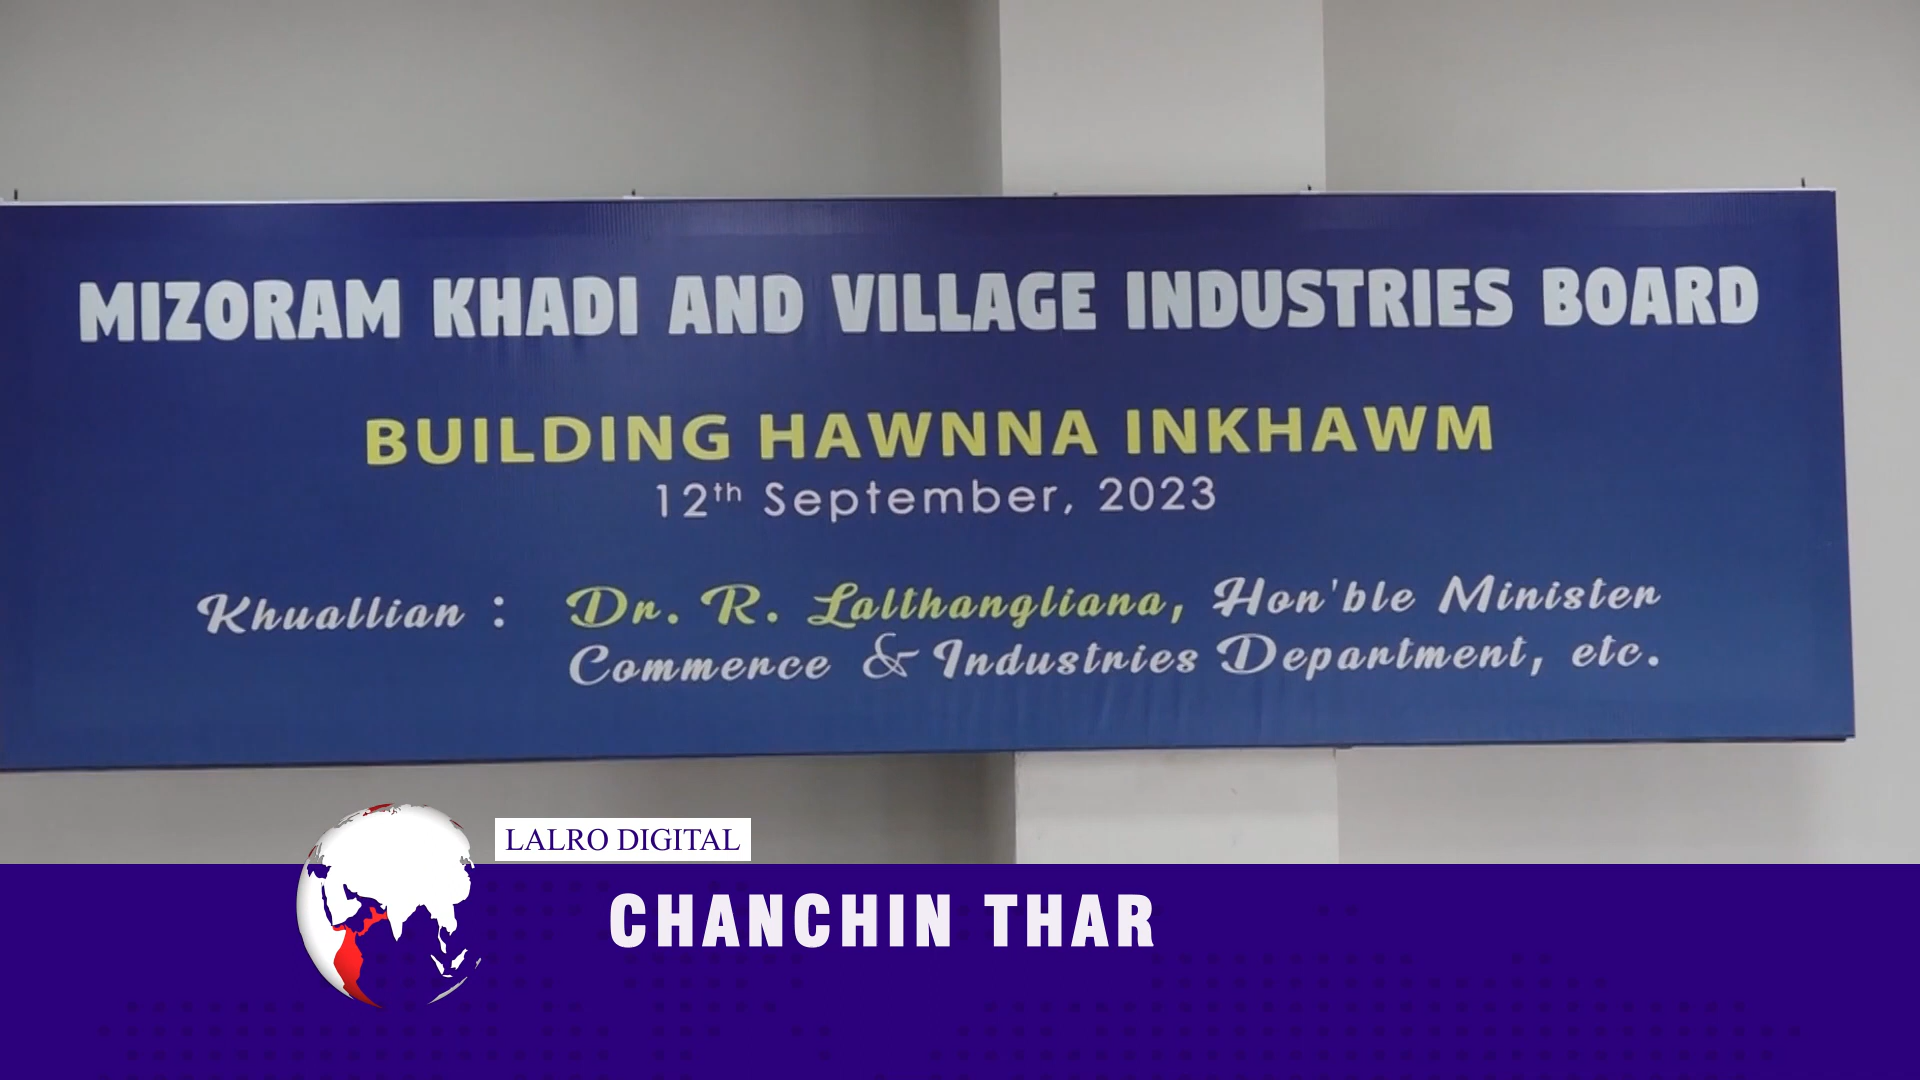 MIZORAM KHADI AND VILLAGE INDUSTRIES BOARD
BUILDING HAWNNA INKHAWM
12th September, 2023
Khuallian : Dr. R. Lalthangliana, Hon'ble Minister
Commerce & Industries Department, etc.
LALRO DIGITAL
CHANCHIN THAR